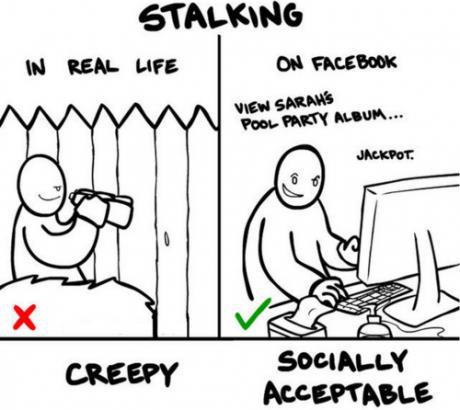 STALKING
IN REAL LIFE
ON FACEBOOK
VIEW SARAH'S
POOL PARTY ALBUM...
JACKPOT.
CREEPY
SOCIALLY
ACCEPTABLE